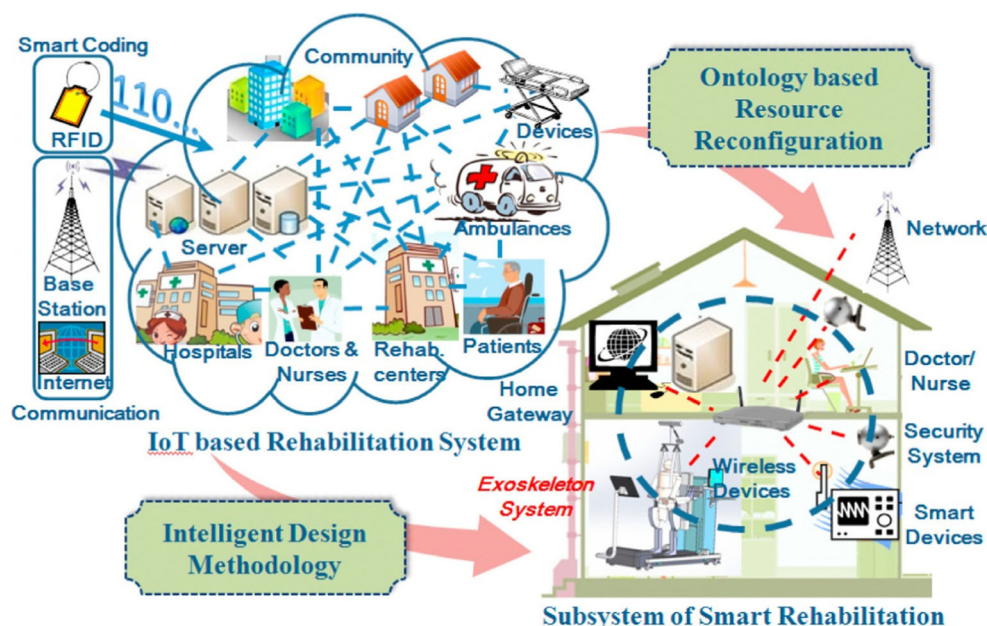 Smart Coding
RFID
110...
Community
Devices
Ontology based
Resource
Reconfiguration
Base
Station
Internet
Communication
Server
Ambulances
Hospitals
Doctors &
Nurses
Rehab.
centers
Patients
IoT based Rehabilitation System
Network
Home
Gateway
Doctor/
Nurse
Security
System
Wireless
Devices
Exoskeleton
System
Smart
Devices
Intelligent Design
Methodology
Subsystem of Smart Rehabilitation